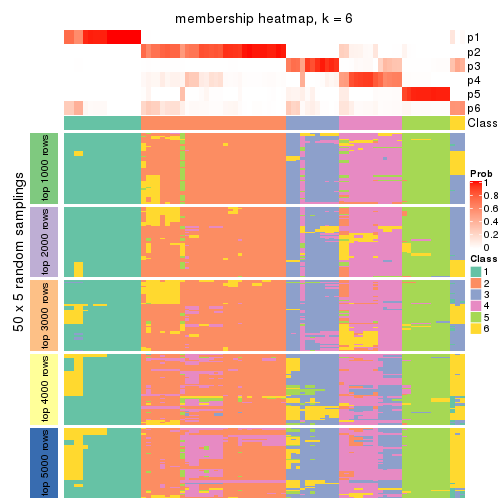 membership heatmap, k = 6
p1
p2
p3
p4
p5
p6
Class
50 x 5 random samplings
top 1000 rows
top 2000 rows
top 3000 rows
top 4000 rows
top 5000 rows
Prob
1
0.8
0.6
0.4
0.2
0
Class
1
2
3
4
5
6